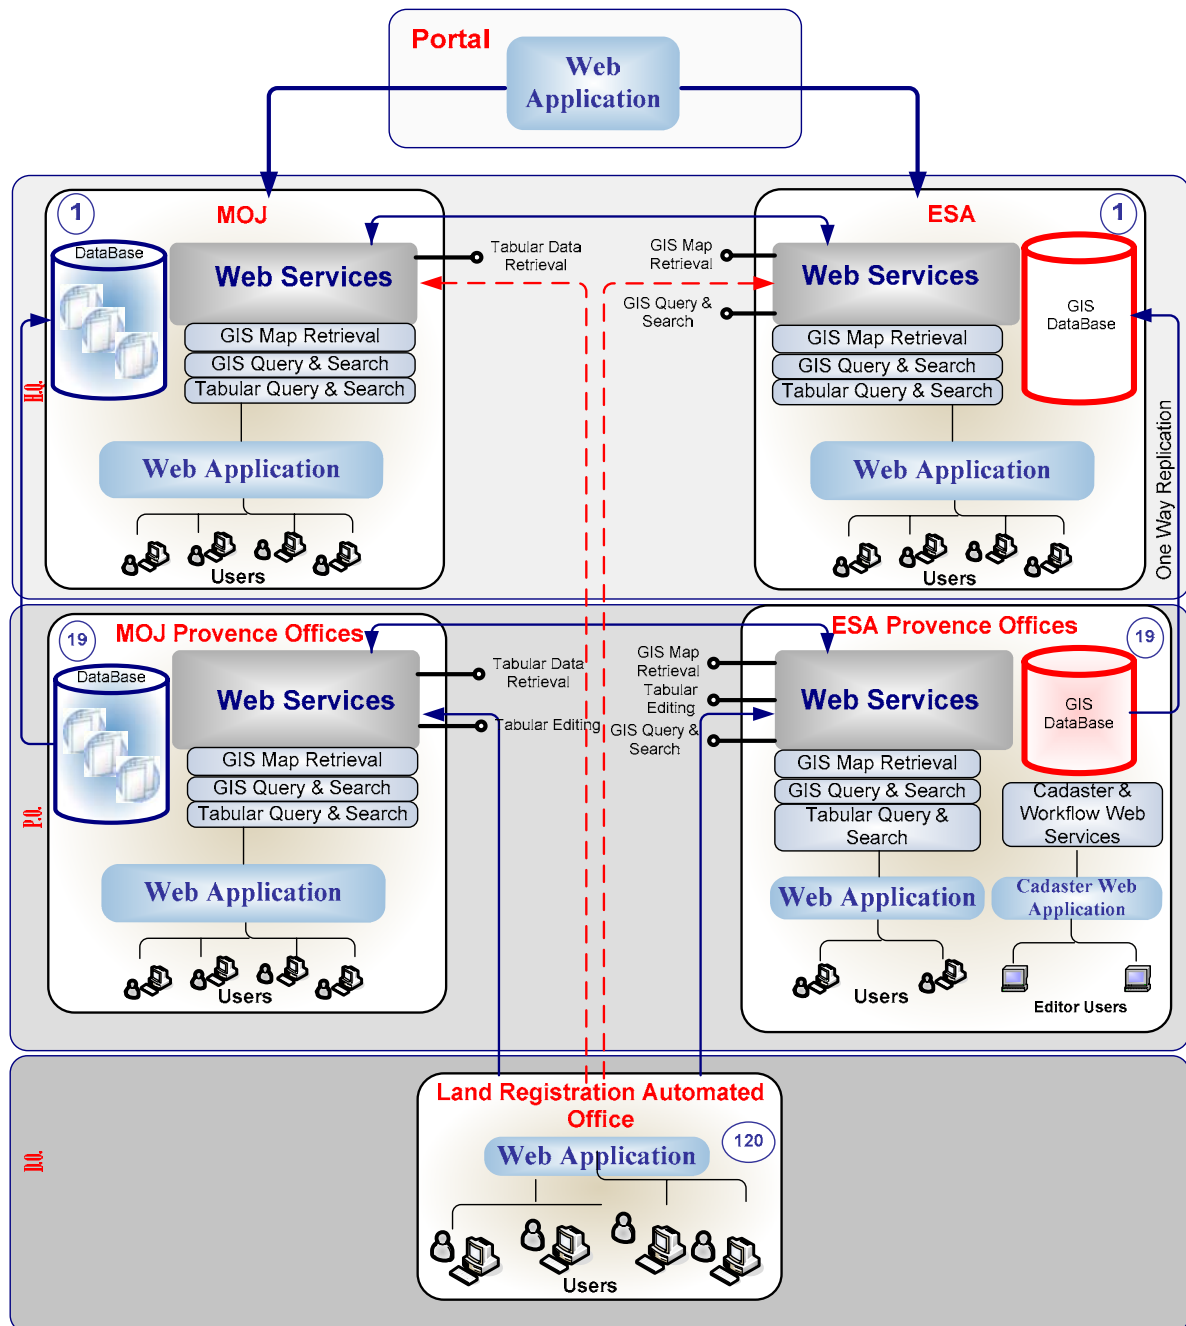 Portal
Web
Application
1
MOJ
DataBase
Web Services
Tabular Data
Retrieval
GIS Map Retrieval
GIS Query & Search
Tabular Query & Search
Web Application
Users
H.Q.
ESA
1
GIS Map
Retrieval
GIS Query &
Search
Web Services
GIS
DataBase
GIS Map Retrieval
GIS Query & Search
Tabular Query & Search
Web Application
Users
One Way Replication
MOJ Provence Offices
19
DataBase
Web Services
Tabular Data
Retrieval
Tabular Editing
GIS Map Retrieval
GIS Query & Search
Tabular Query & Search
Web Application
Users
P.O.
ESA Provence Offices
19
GIS Map
Retrieval
Tabular
Editing
GIS Query &
Search
Web Services
GIS
DataBase
GIS Map Retrieval
GIS Query & Search
Tabular Query &
Search
Cadaster &
Workflow Web
Services
Web Application
Cadaster Web
Application
Users
Editor Users
Land Registration Automated
Office
Web Application
120
Users
D.O.